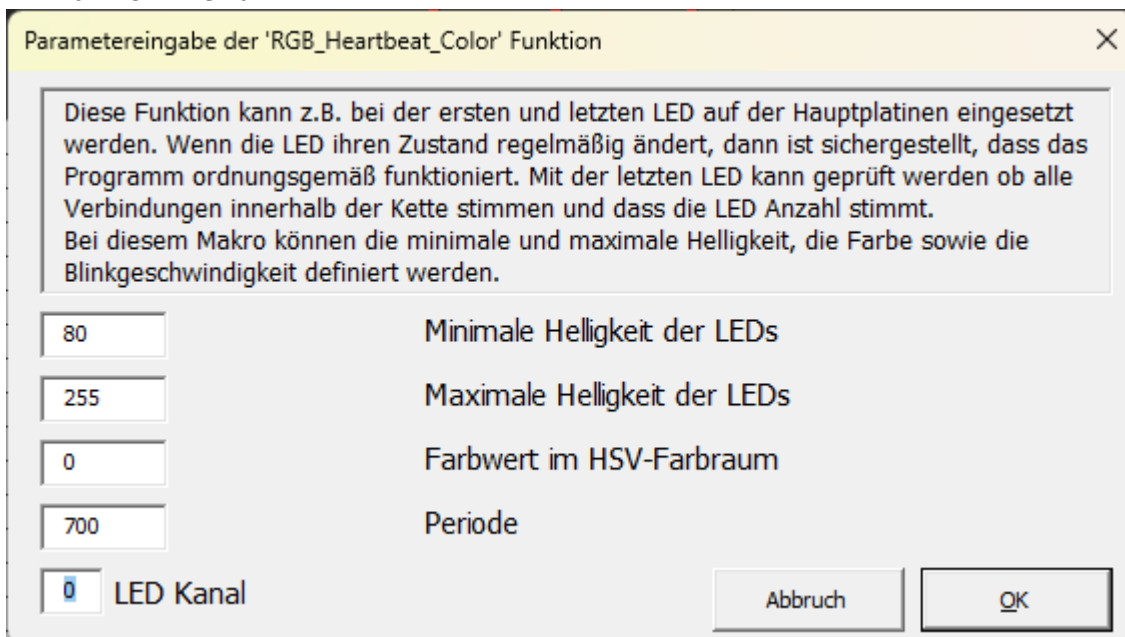 Parametereingabe der 'RGB_Heartbeat_Color' Funktion
Diese Funktion kann z.B. bei der ersten und letzten LED auf der Hauptplatinen eingesetzt
werden. Wenn die LED ihren Zustand regelmäßig ändert, dann ist sichergestellt, dass das
Programm ordnungsgemäß funktioniert. Mit der letzten LED kann geprüft werden ob alle
Verbindungen innerhalb der Kette stimmen und dass die LED Anzahl stimmt.
Bei diesem Makro können die minimale und maximale Helligkeit, die Farbe sowie die
Blinkgeschwindigkeit definiert werden.
80 Minimale Helligkeit der LEDs
255 Maximale Helligkeit der LEDs
0 Farbwert im HSV-Farbraum
700 Periode
0 LED Kanal Abbruch OK